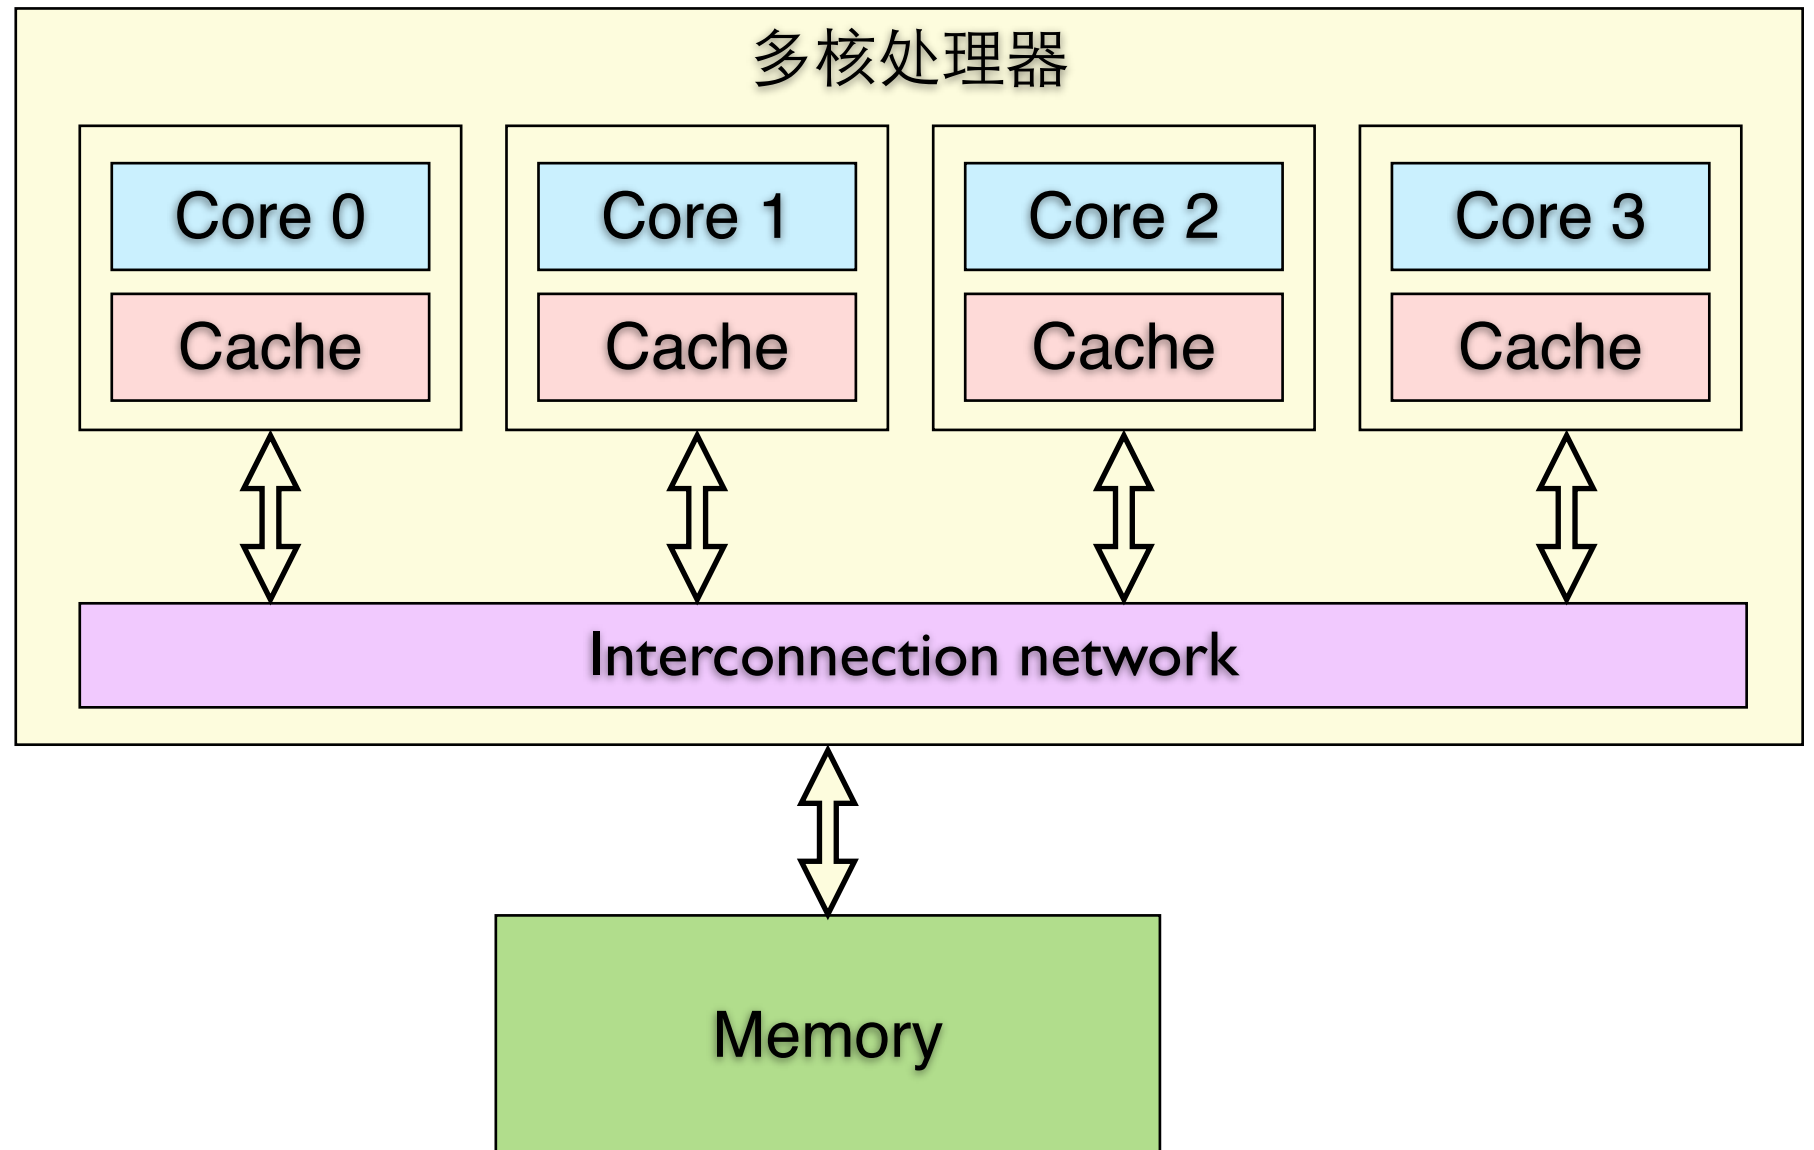 多核处理器
Core 0
Core 1
Core 2
Core 3
Cache
Cache
Cache
Cache
Interconnection network
Memory